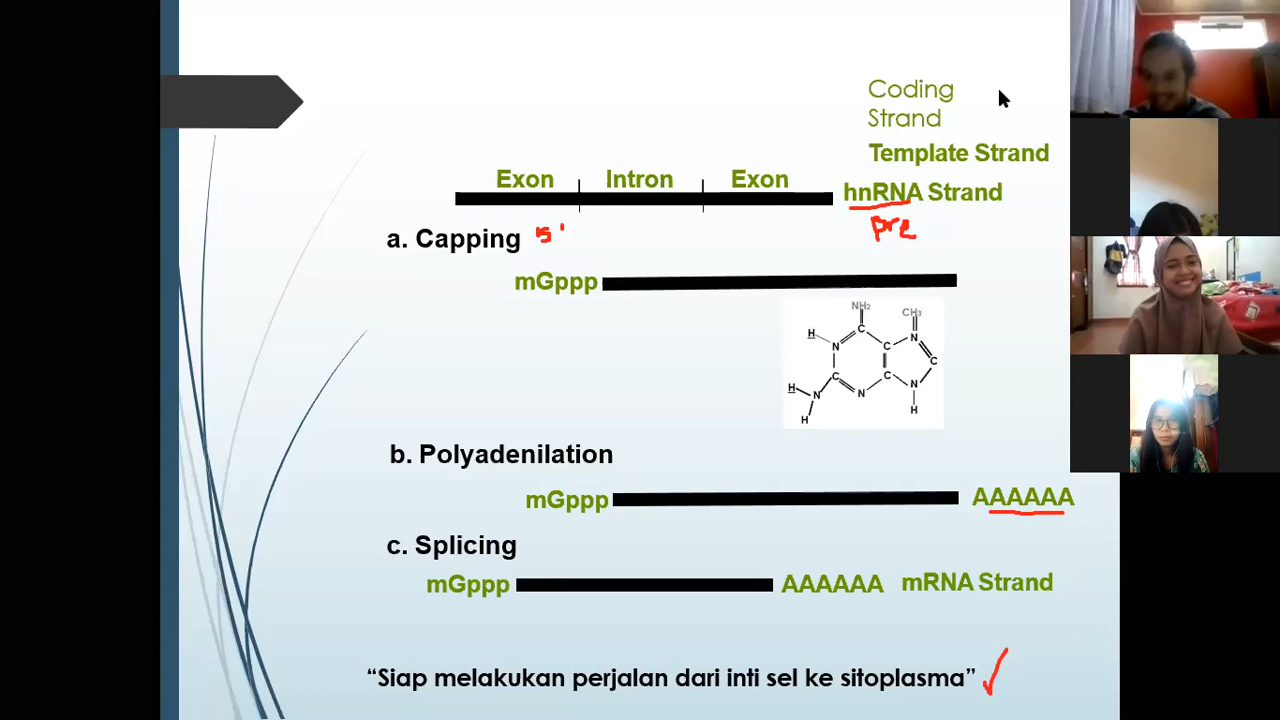 Coding
Strand
Template Strand
Exon Intron Exon
hnRNA Strand
pre
a. Capping 5'
mGppp
NH₂ CH₃
H N C C N C
H N C N C N
H H
b. Polyadenilation
mGppp AAAAAA
c. Splicing
mGppp AAAAAA mRNA Strand
“Siap melakukan perjalan dari inti sel ke sitoplasma”